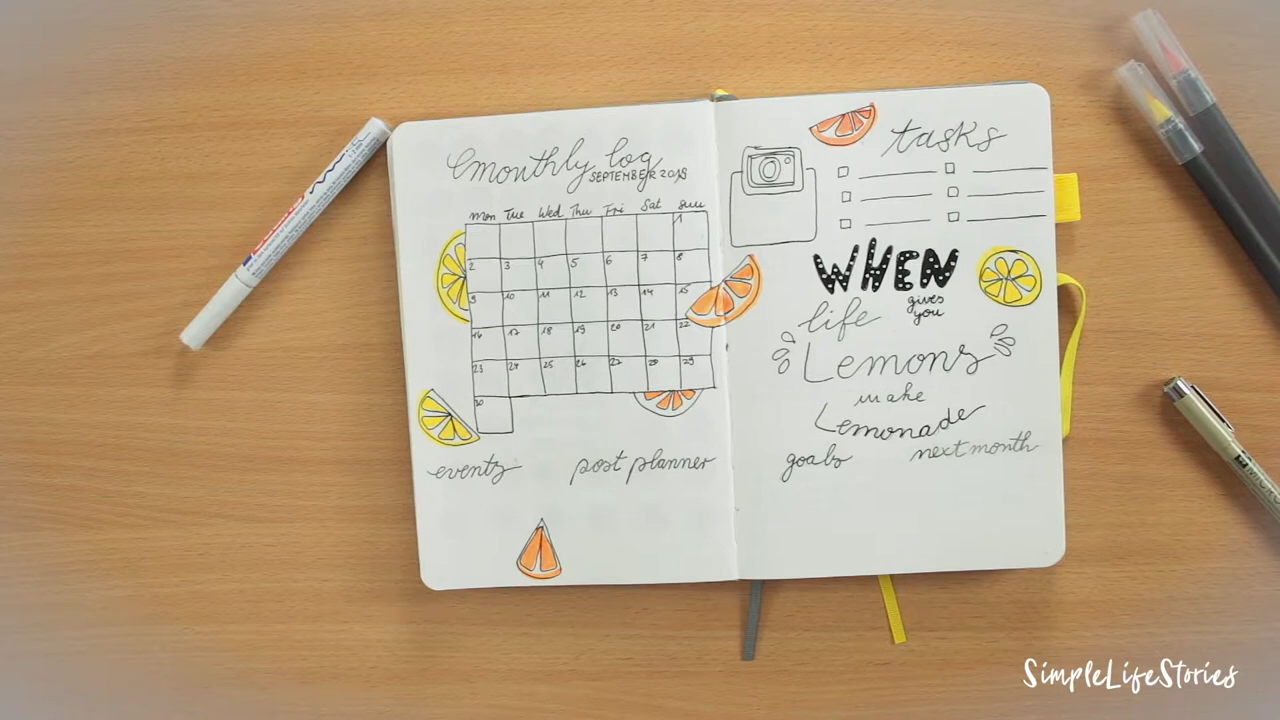 monthly log
SEPTEMBER 2018
Mon Tue Wed Thu Fri Sat Sun
1
2 3 4 5 6 7 8
9 10 11 12 13 14 15
16 17 18 19 20 21 22
23 24 25 26 27 28 29
30
events post planner
tasks
WHEN
life gives you
Lemons
make
Lemonade
goals next month
MICRO
SimpleLifeStories